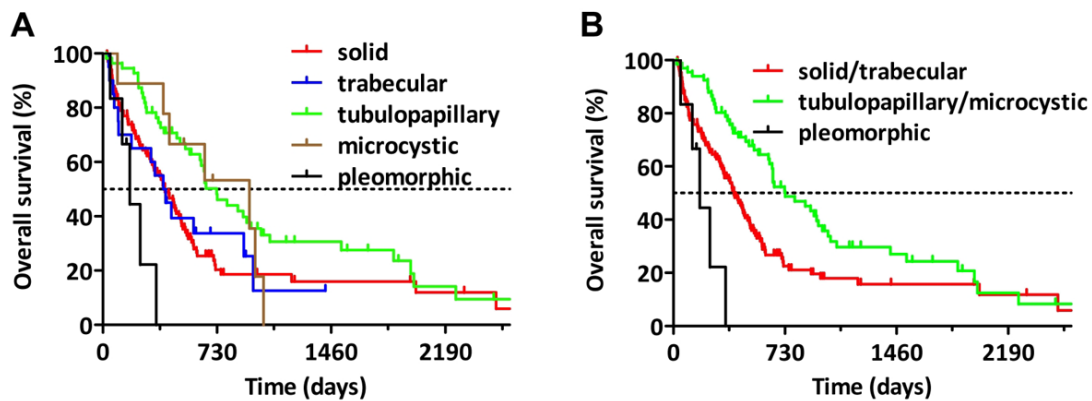 A
solid
trabecular
tubulopapillary
microcystic
pleomorphic
Overall survival (%)
100
80
60
40
20
0
0 730 1460 2190
Time (days)
B
solid/trabecular
tubulopapillary/microcystic
pleomorphic
Overall survival (%)
100
80
60
40
20
0
0 730 1460 2190
Time (days)